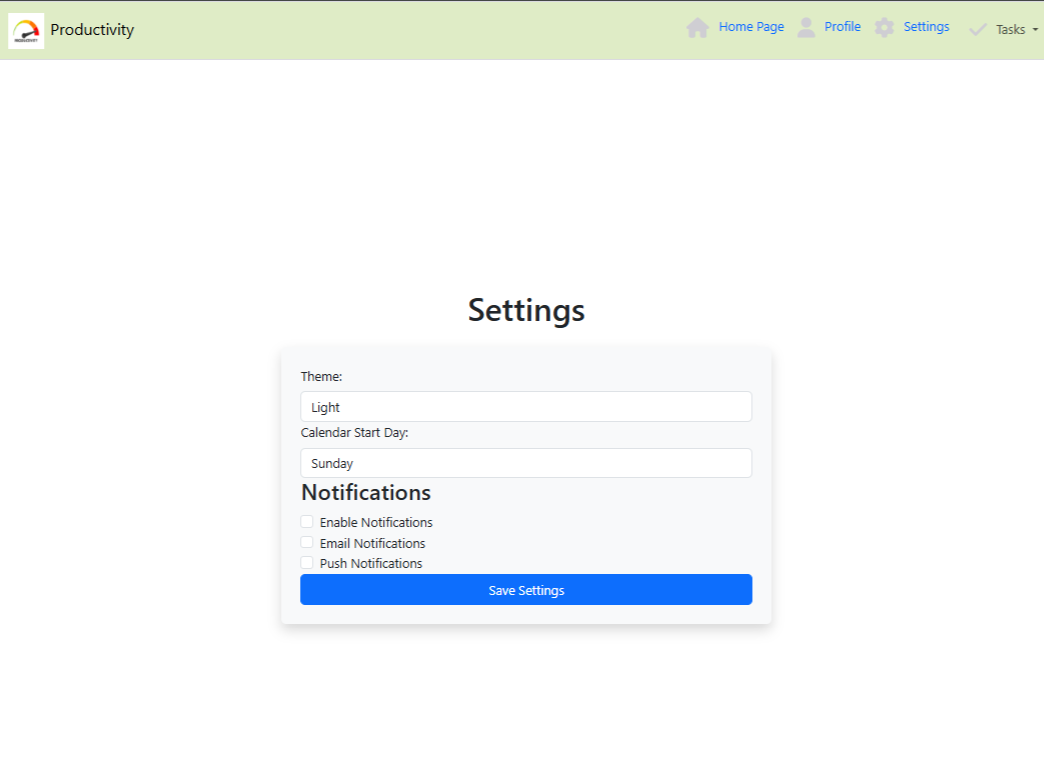 PRODUCTIVITY
Productivity
Home Page
Profile
Settings
Tasks
Settings
Theme:
Light
Calendar Start Day:
Sunday
Notifications
Enable Notifications
Email Notifications
Push Notifications
Save Settings